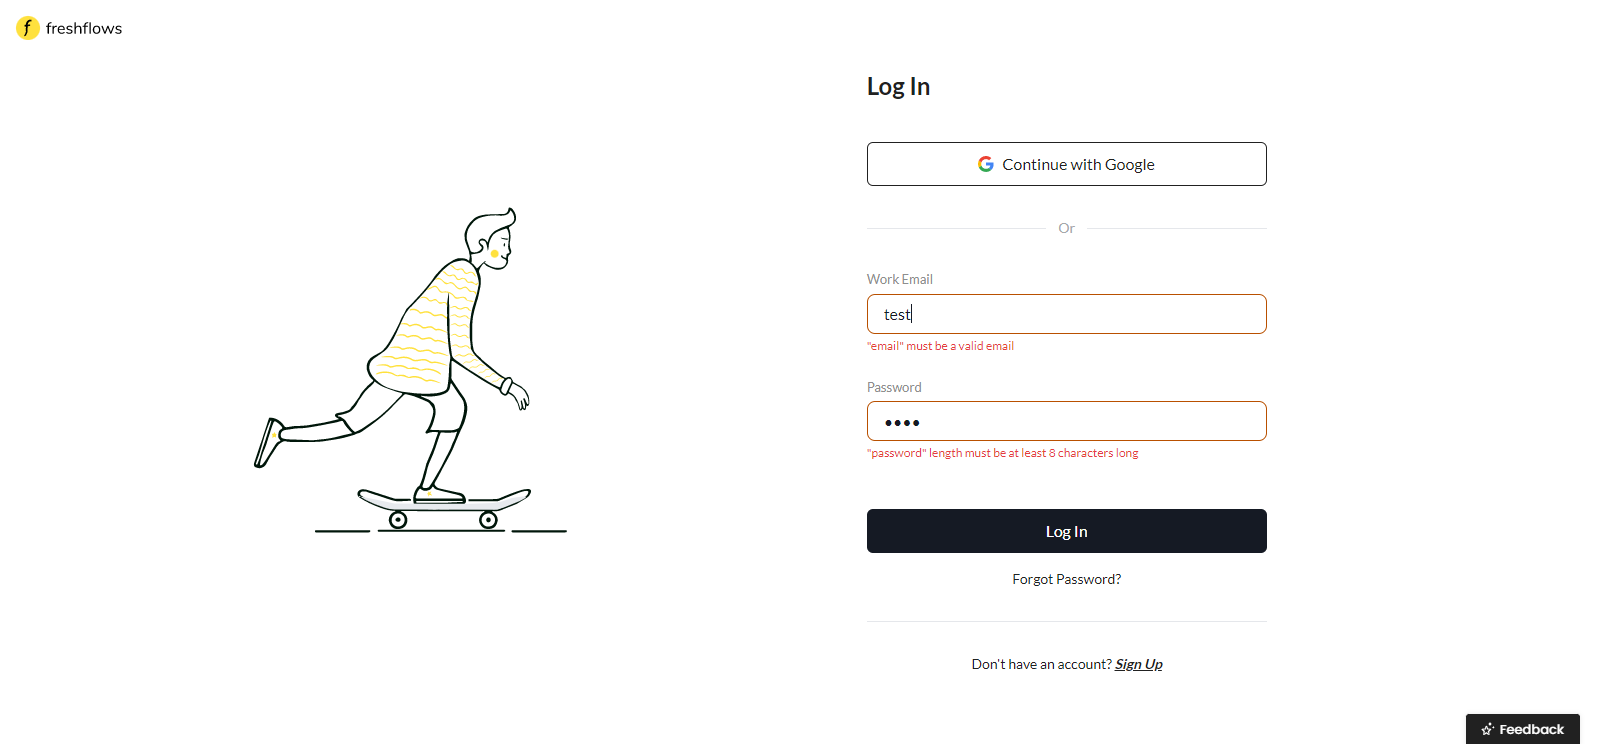 f freshflows
Log In
Continue with Google
Or
Work Email
test
"email" must be a valid email
Password
••••
"password" length must be at least 8 characters long
Log In
Forgot Password?
Don't have an account? Sign Up
Feedback